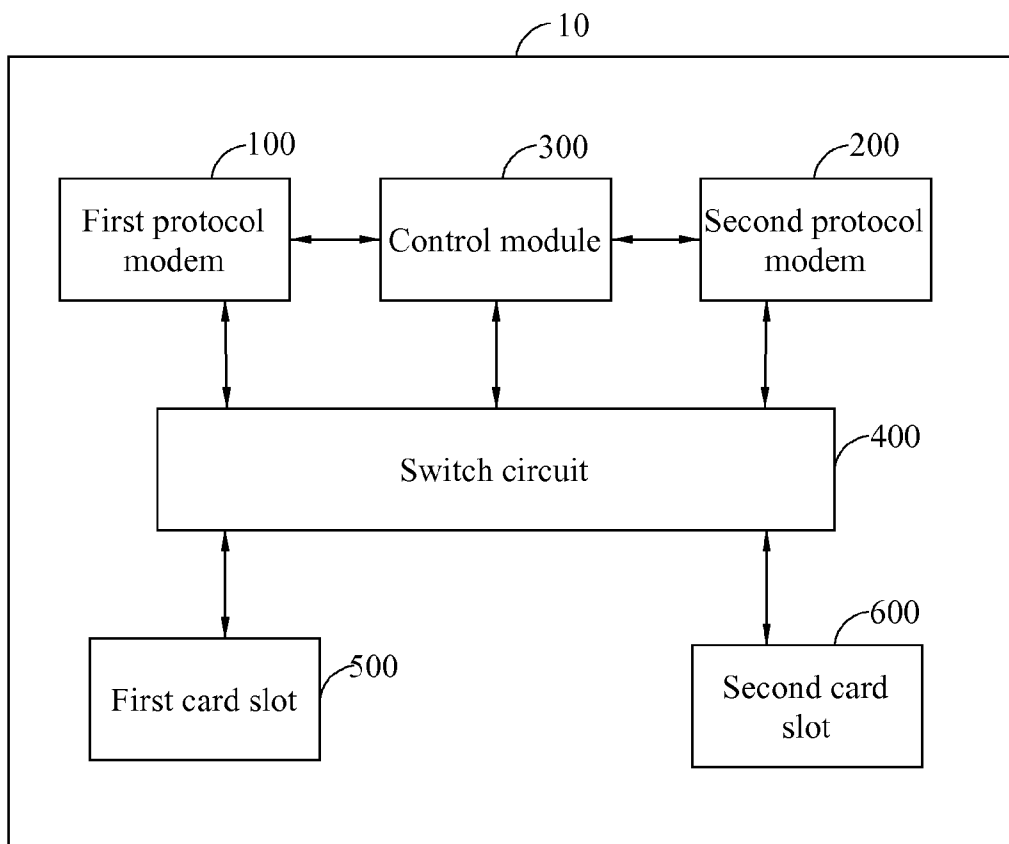 10
100
300
200
First protocol
modem
Control module
Second protocol
modem
400
Switch circuit
600
500
First card slot
Second card
slot